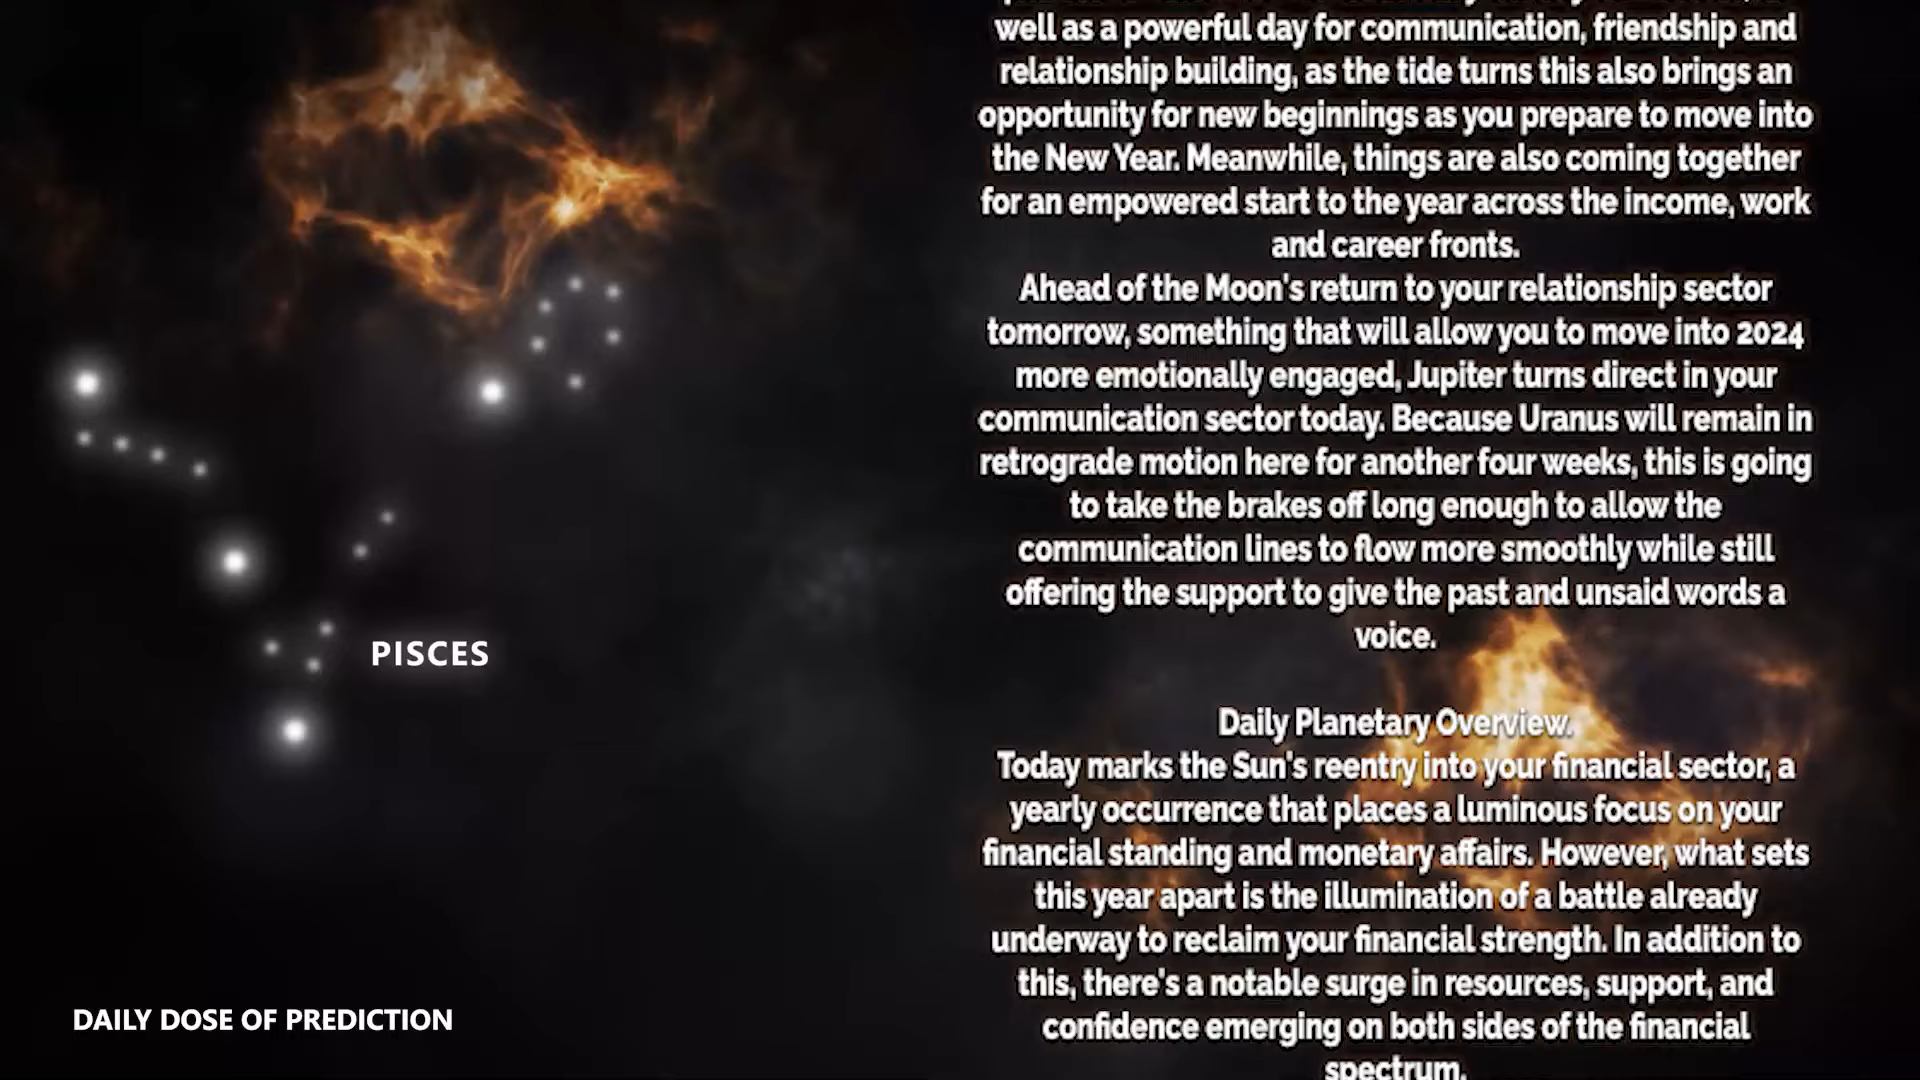 well as a powerful day for communication, friendship and
relationship building, as the tide turns this also brings an
opportunity for new beginnings as you prepare to move into
the New Year. Meanwhile, things are also coming together
for an empowered start to the year across the income, work
and career fronts.
Ahead of the Moon's return to your relationship sector
tomorrow, something that will allow you to move into 2024
more emotionally engaged, Jupiter turns direct in your
communication sector today. Because Uranus will remain in
retrograde motion here for another four weeks, this is going
to take the brakes off long enough to allow the
communication lines to flow more smoothly while still
offering the support to give the past and unsaid words a
voice.
Daily Planetary Overview.
Today marks the Sun's reentry into your financial sector, a
yearly occurrence that places a luminous focus on your
financial standing and monetary affairs. However, what sets
this year apart is the illumination of a battle already
underway to reclaim your financial strength. In addition to
this, there's a notable surge in resources, support, and
confidence emerging on both sides of the financial
spectrum.
PISCES
DAILY DOSE OF PREDICTION